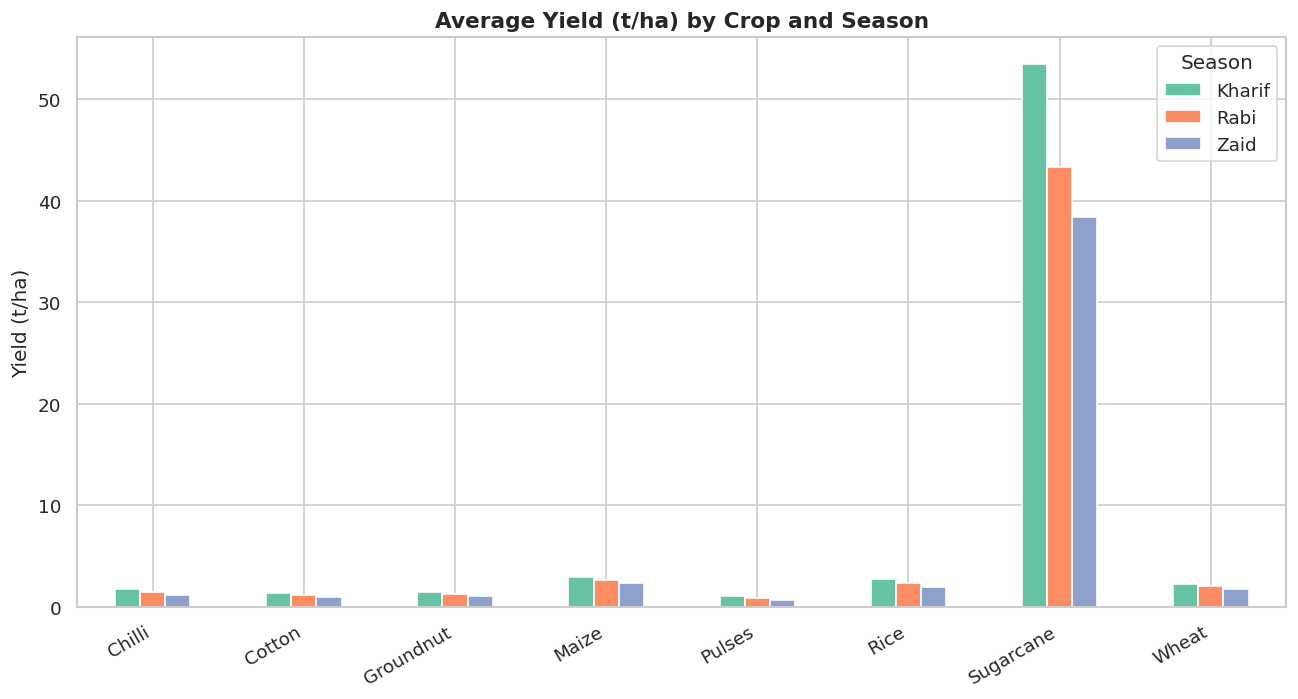 Average Yield (t/ha) by Crop and Season
Season
Kharif
Rabi
Zaid
Yield (t/ha)
50
40
30
20
10
0
Chilli
Cotton
Groundnut
Maize
Pulses
Rice
Sugarcane
Wheat